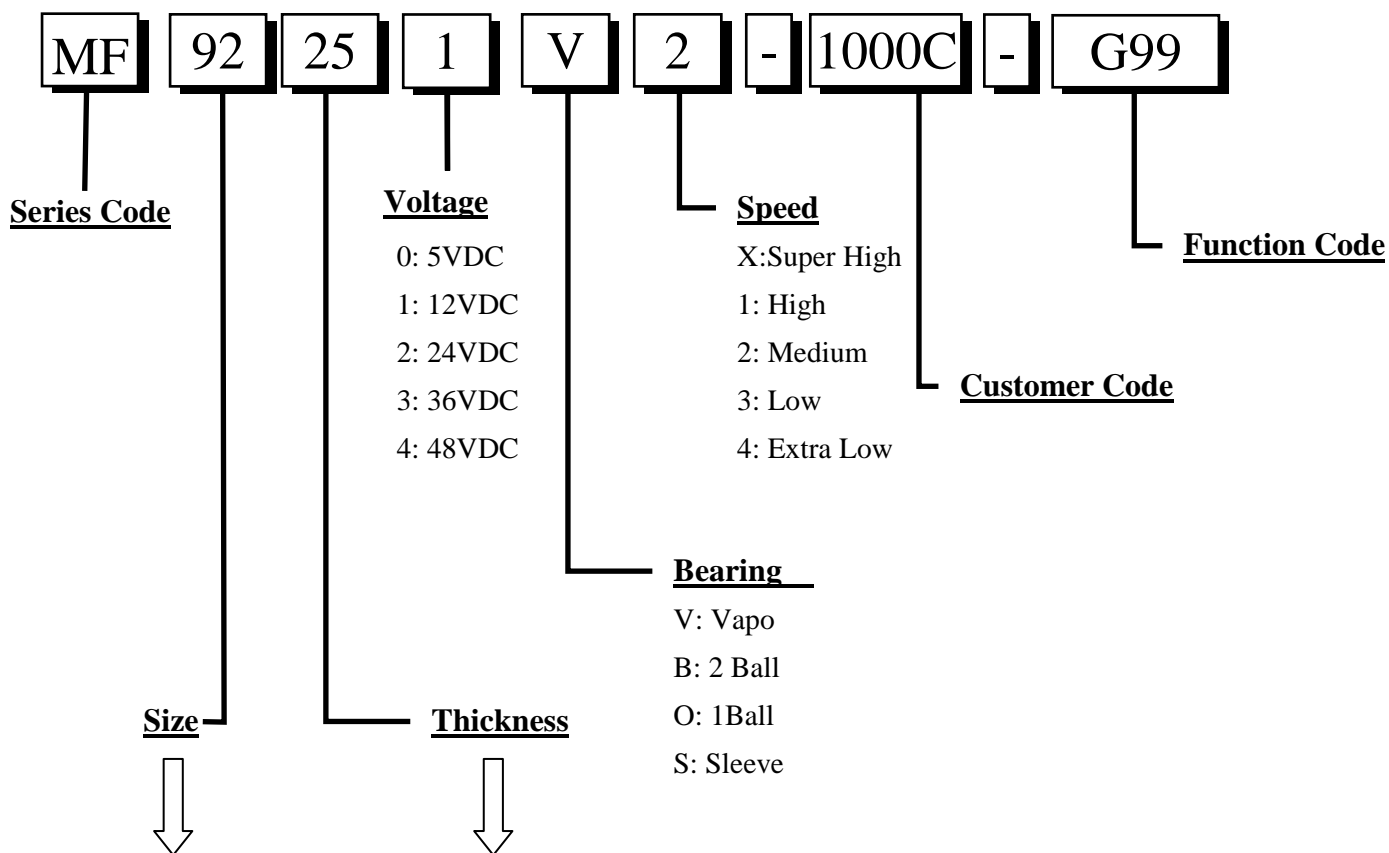 MF 92 25 1 V 2 - 1000C - G99
Series Code
Voltage
0: 5VDC
1: 12VDC
2: 24VDC
3: 36VDC
4: 48VDC
Speed
X:Super High
1: High
2: Medium
3: Low
4: Extra Low
Function Code
Customer Code
Bearing
V: Vapo
B: 2 Ball
O: 1Ball
S: Sleeve
Size
Thickness